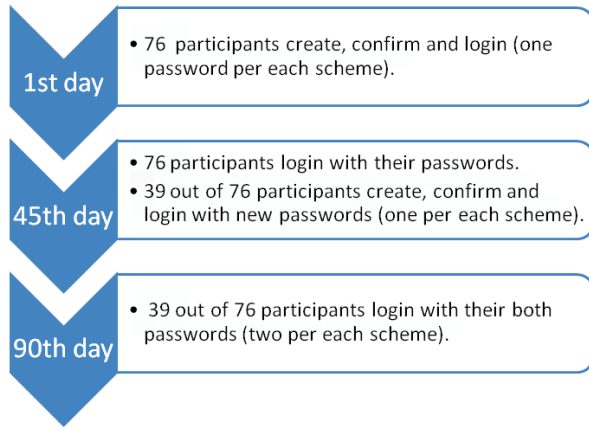 1st day
• 76 participants create, confirm and login (one
password per each scheme).
45th day
• 76 participants login with their passwords.
• 39 out of 76 participants create, confirm and
login with new passwords (one per each scheme).
90th day
• 39 out of 76 participants login with their both
passwords (two per each scheme).